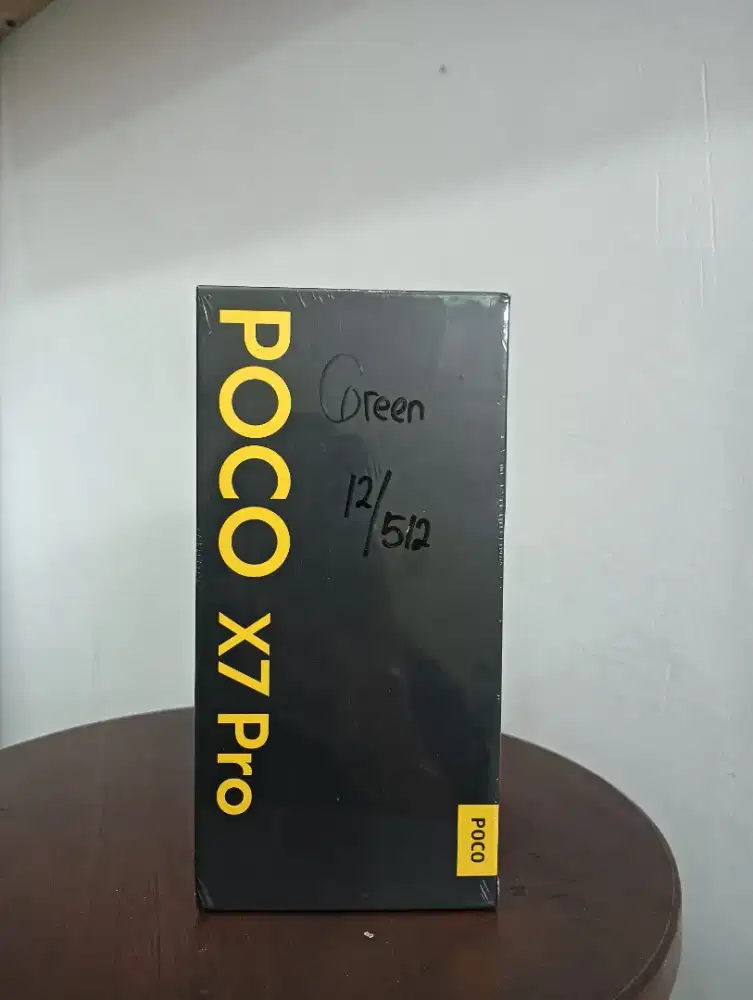 POCO X7 Pro
Green
12/512
POCO